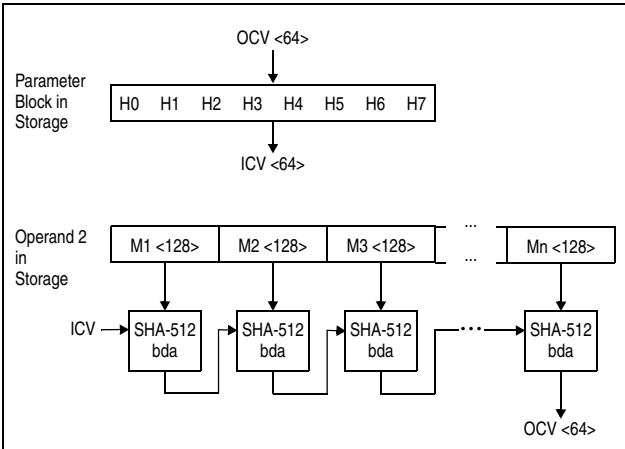 OCV <64>
Parameter
Block in
Storage
H0 H1 H2 H3 H4 H5 H6 H7
ICV <64>
Operand 2
in
Storage
M1 <128> M2 <128> M3 <128> ... ... Mn <128>
ICV SHA-512 SHA-512 SHA-512 ... SHA-512
bda bda bda bda
OCV <64>